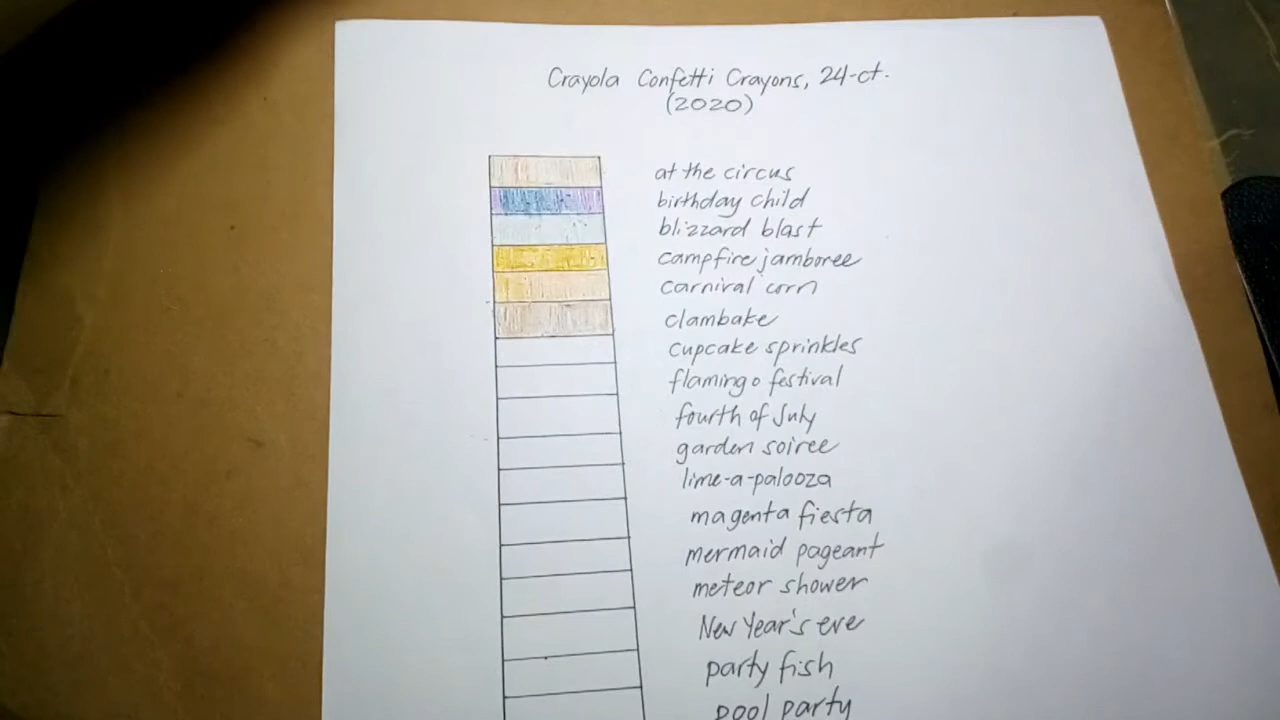 Crayola Confetti Crayons, 24-ct.
(2020)
at the circus
birthday child
blizzard blast
campfire jamboree
carnival corn
clambake
cupcake sprinkles
flamingo festival
fourth of July
garden soiree
lime-a-palooza
magenta fiesta
mermaid pageant
meteor shower
New Year's eve
party fish
pool party